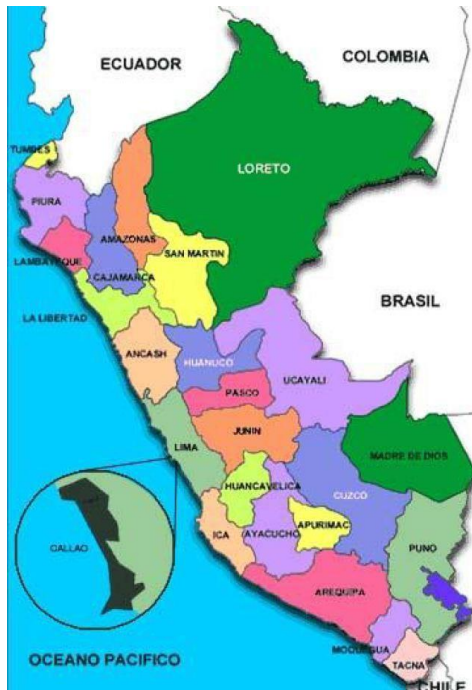 ECUADOR
COLOMBIA
TUMBES
LORETO
PIURA
AMAZONAS
SAN MARTIN
LAMBAYEQUE
CAJAMARCA
BRASIL
LA LIBERTAD
ANCASH
HUANUCO
UCAYALI
PASCO
JUNIN
LIMA
MADRE DE DIOS
HUANCAVELICA
CUZCO
CALLAO
ICA
AYACUCHO
APURIMAC
PUNO
AREQUIPA
MOQUEGUA
OCEANO PACIFICO
TACNA
CHILE